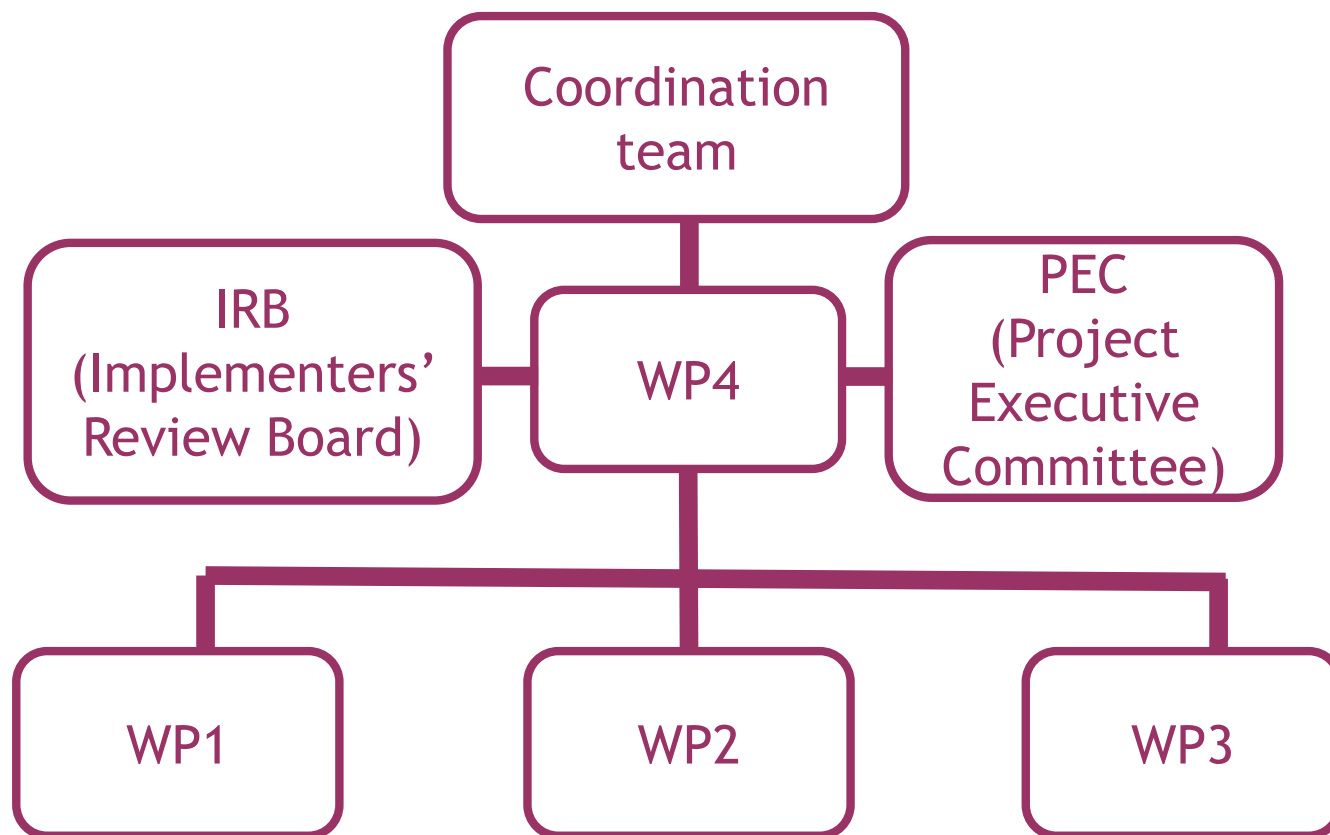 Coordination
team
IRB
(Implementers’
Review Board)
WP4
PEC
(Project
Executive
Committee)
WP1
WP2
WP3